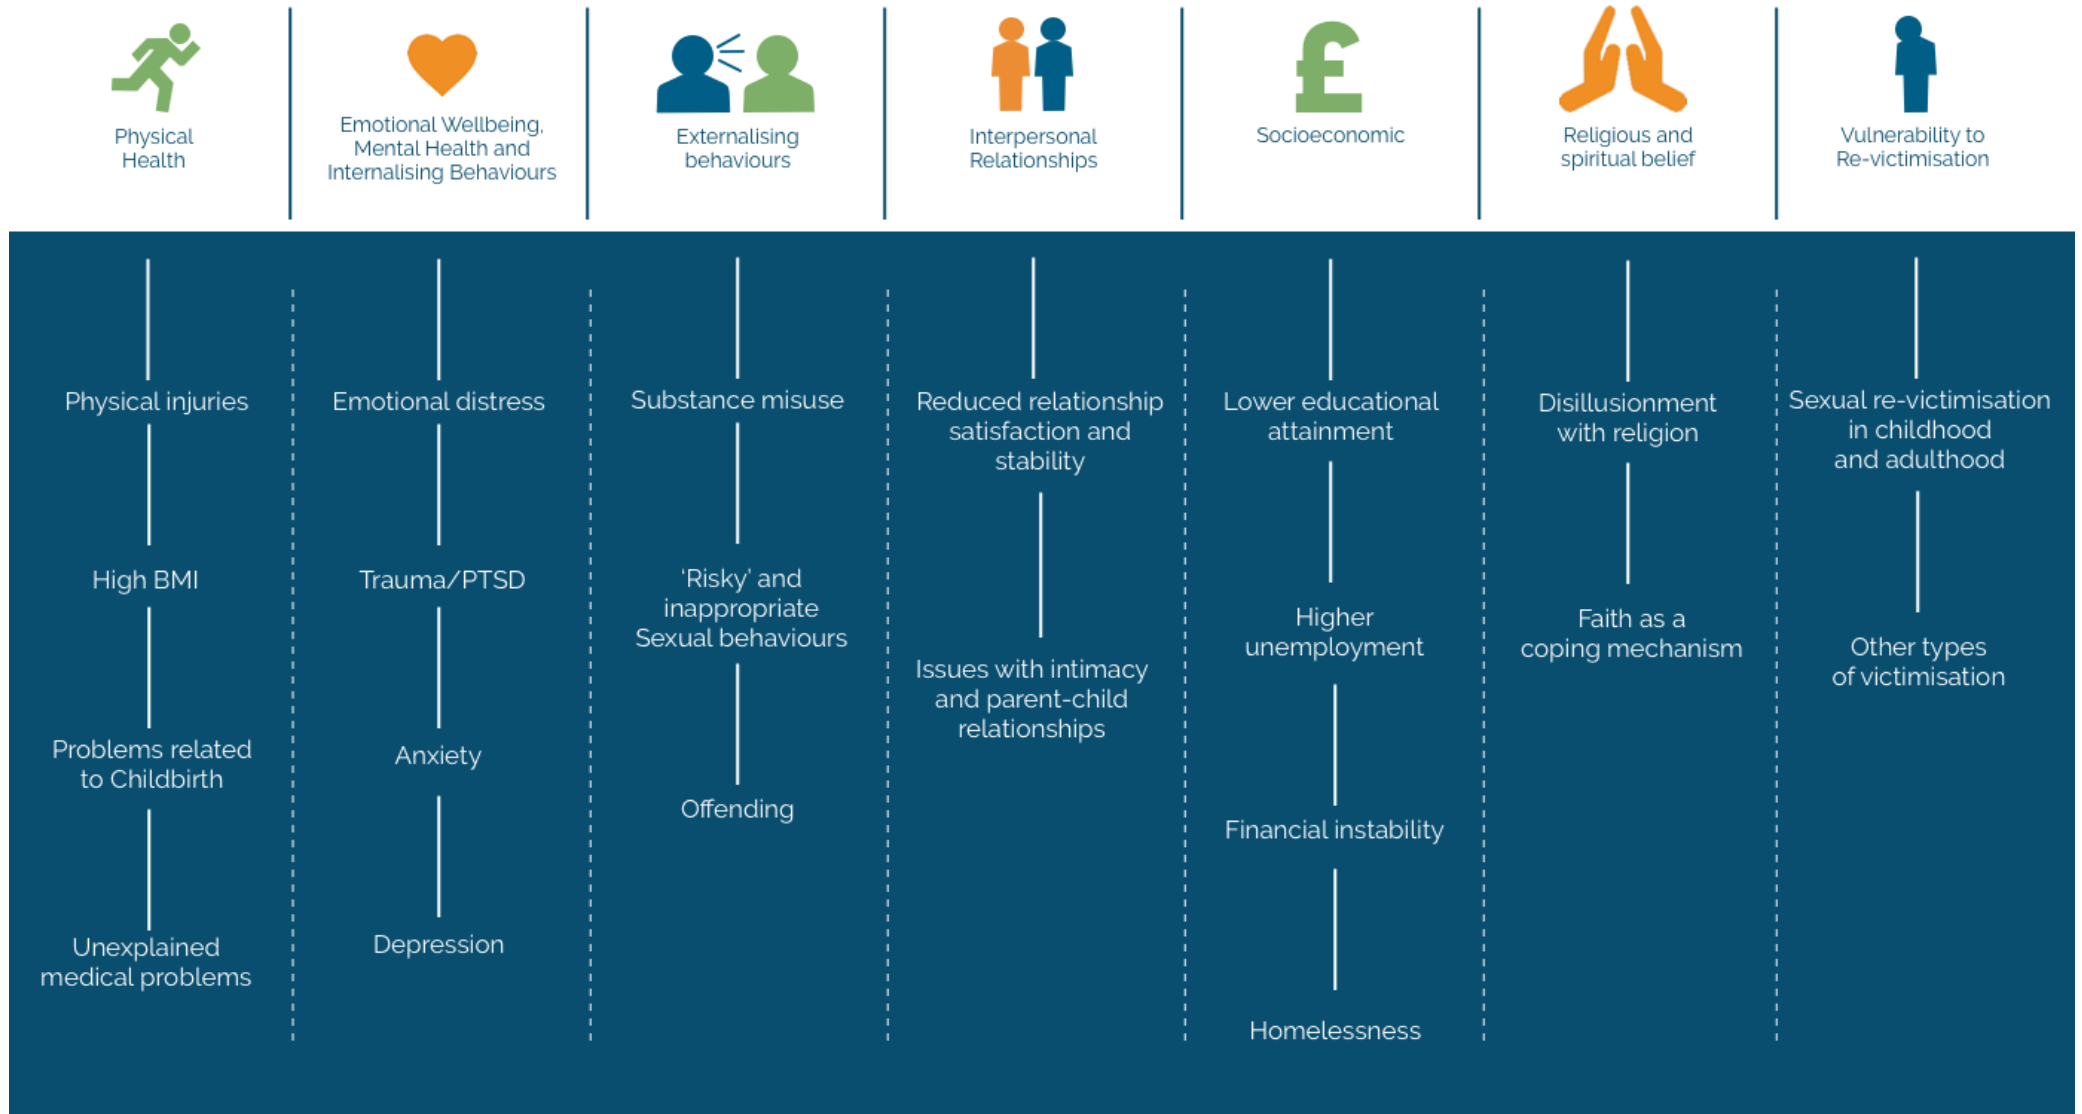 Physical
Health
Emotional Wellbeing,
Mental Health and
Internalising Behaviours
Externalising
behaviours
Interpersonal
Relationships
£
Socioeconomic
Religious and
spiritual belief
Vulnerability to
Re-victimisation
Physical injuries
High BMI
Problems related
to Childbirth
Unexplained
medical problems
Emotional distress
Trauma/PTSD
Anxiety
Depression
Substance misuse
‘Risky’ and
inappropriate
Sexual behaviours
Offending
Reduced relationship
satisfaction and
stability
Issues with intimacy
and parent-child
relationships
Lower educational
attainment
Higher
unemployment
Financial instability
Homelessness
Disillusionment
with religion
Faith as a
coping mechanism
Sexual re-victimisation
in childhood
and adulthood
Other types
of victimisation